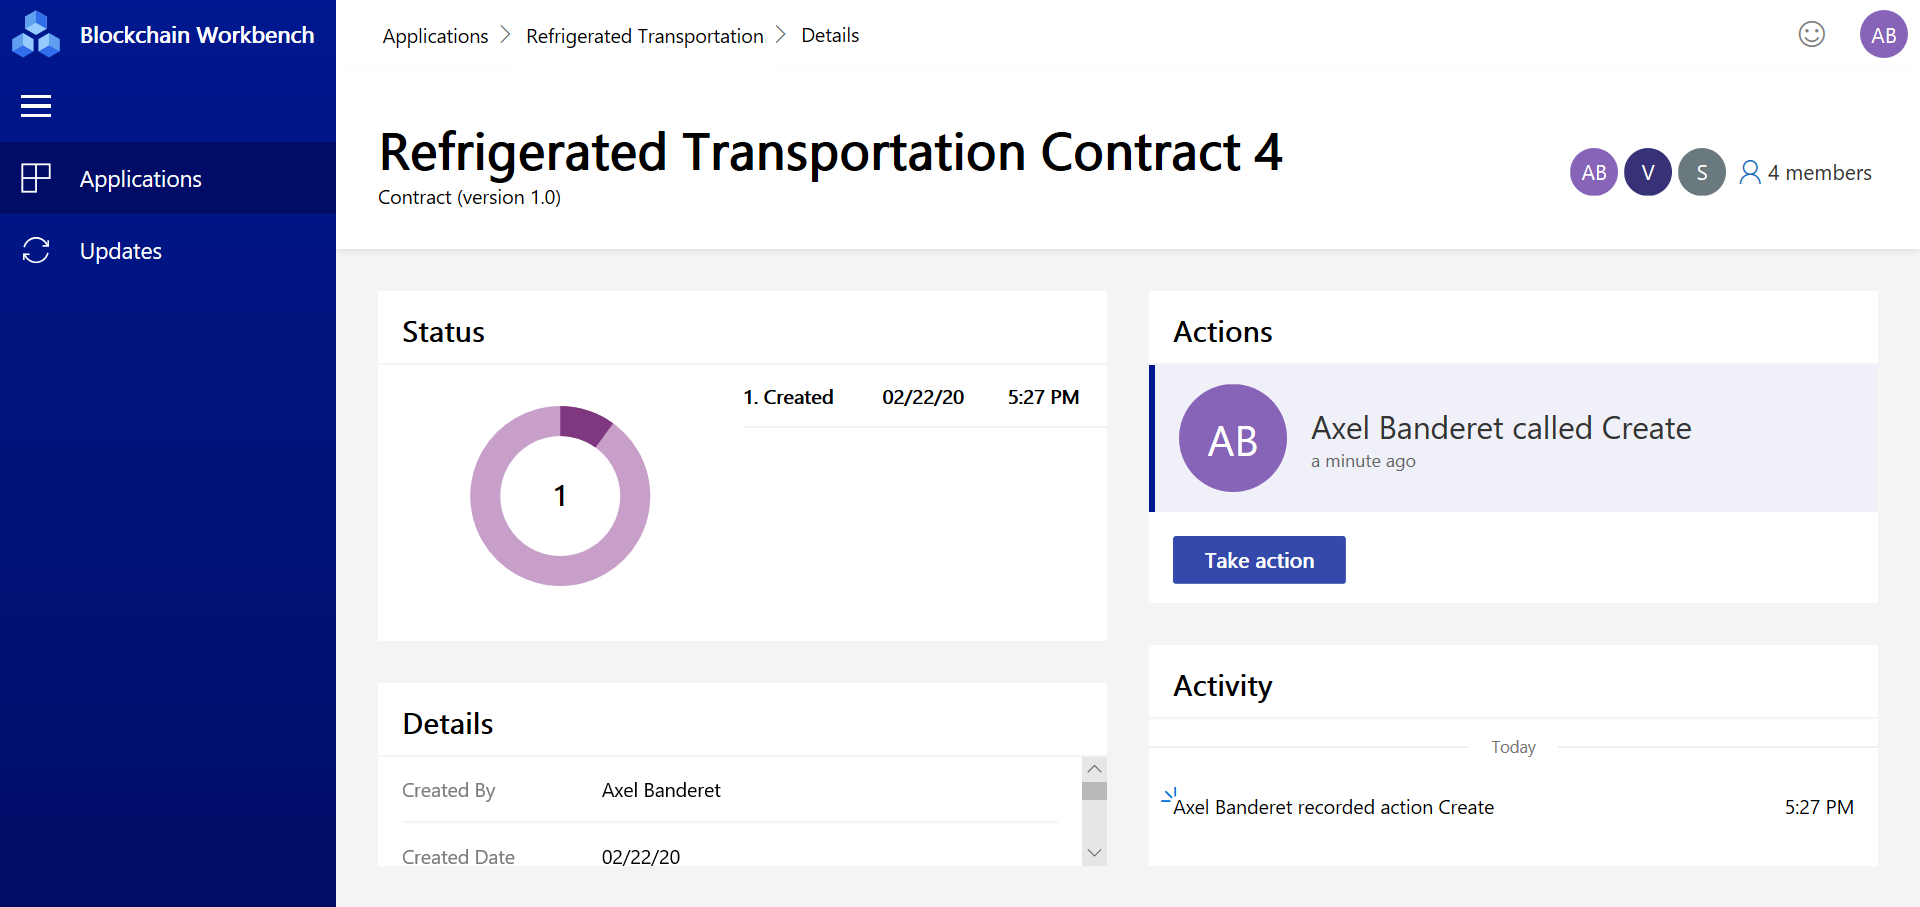 Blockchain Workbench
Applications
Updates
Applications Refrigerated Transportation Details
AB
Refrigerated Transportation Contract 4
Contract (version 1.0)
AB V S 4 members
Status
1. Created 02/22/20 5:27 PM
1
Details
Created By Axel Banderet
Created Date 02/22/20
Actions
AB
Axel Banderet called Create
a minute ago
Take action
Activity
Today
Axel Banderet recorded action Create 5:27 PM